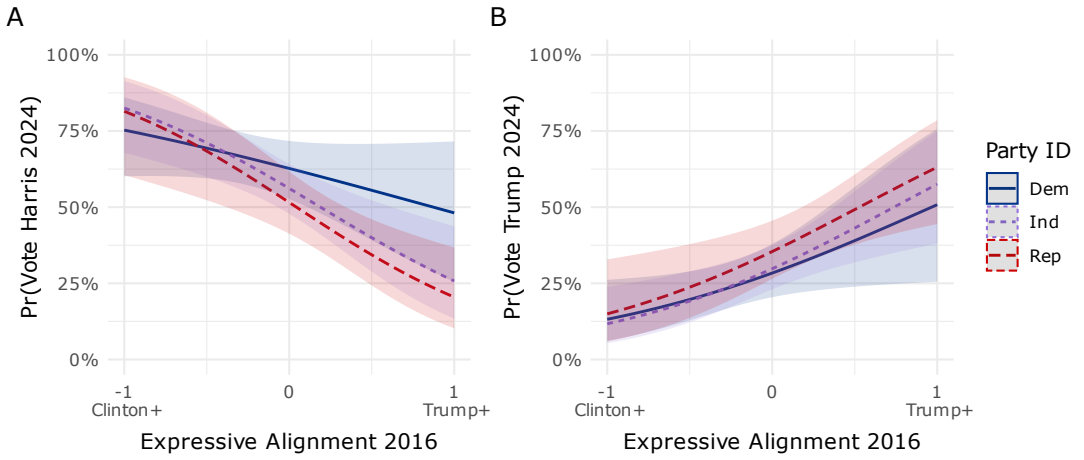 A
Pr(Vote Harris 2024)
100%
75%
50%
25%
0%
-1
Clinton+
0
1
Trump+
Expressive Alignment 2016
B
Pr(Vote Trump 2024)
100%
75%
50%
25%
0%
-1
Clinton+
0
1
Trump+
Expressive Alignment 2016
Party ID
Dem
Ind
Rep